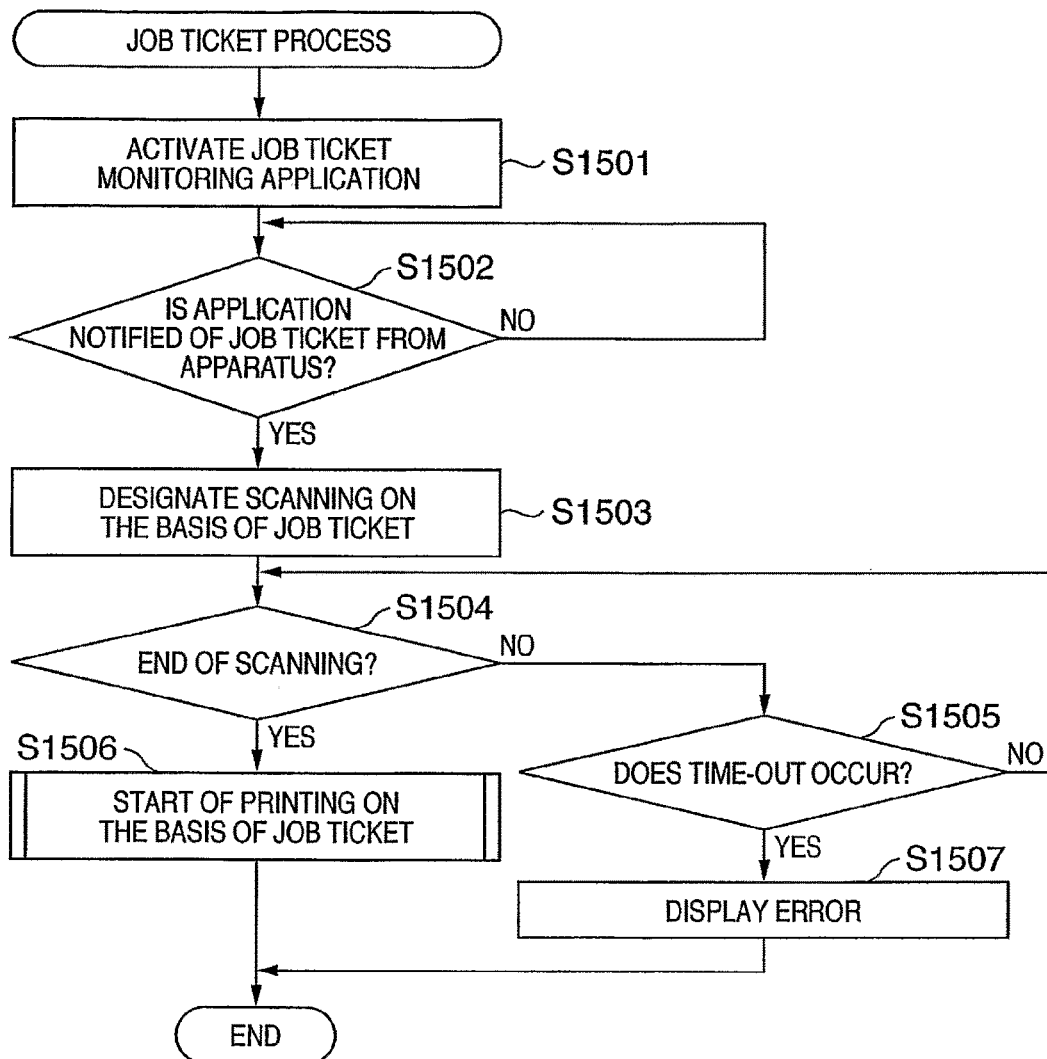 JOB TICKET PROCESS
ACTIVATE JOB TICKET
MONITORING APPLICATION
S1501
S1502
IS APPLICATION
NOTIFIED OF JOB TICKET FROM
APPARATUS?
NO
YES
DESIGNATE SCANNING ON
THE BASIS OF JOB TICKET
S1503
S1504
END OF SCANNING?
NO
YES
S1505
DOES TIME-OUT OCCUR?
NO
YES
S1506
START OF PRINTING ON
THE BASIS OF JOB TICKET
S1507
DISPLAY ERROR
END